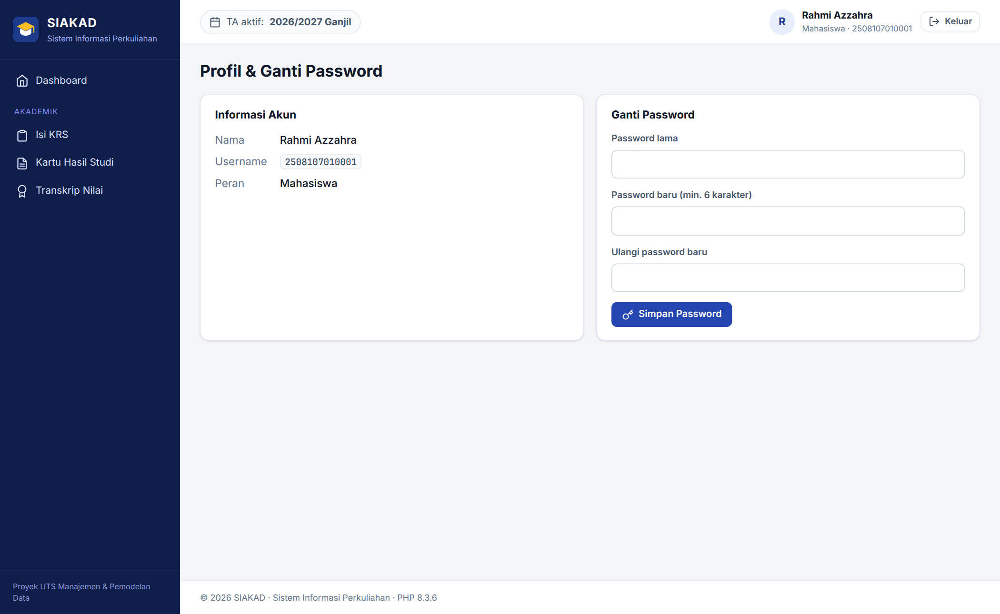 SIAKAD
Sistem Informasi Perkuliahan
Dashboard
AKADEMIK
Isi KRS
Kartu Hasil Studi
Transkrip Nilai
Proyek UTS Manajemen & Pemodelan
Data
TA aktif: 2026/2027 Ganjil
R
Rahmi Azzahra
Mahasiswa · 2508107010001
Keluar
Profil & Ganti Password
Informasi Akun
Nama Rahmi Azzahra
Username 2508107010001
Peran Mahasiswa
Ganti Password
Password lama
Password baru (min. 6 karakter)
Ulangi password baru
Simpan Password
© 2026 SIAKAD · Sistem Informasi Perkuliahan · PHP 8.3.6